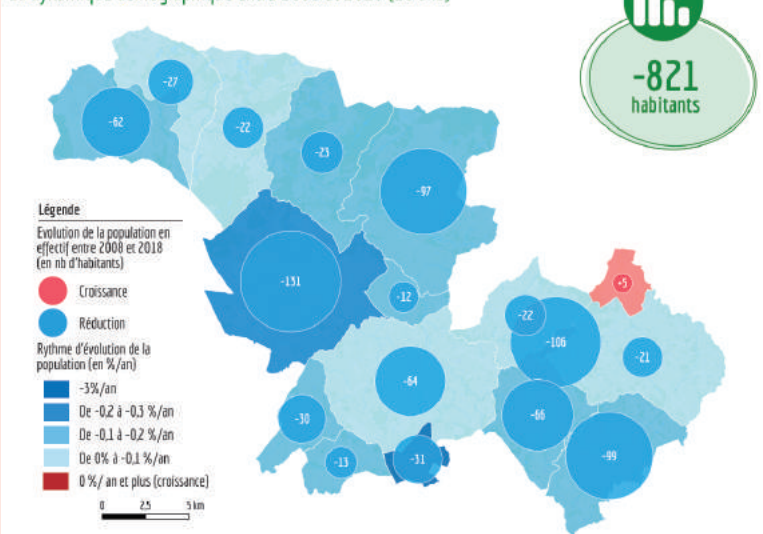 -821
habitants
-27
-62
-22
-23
-97
-131
-12
+5
-22
-106
-21
-64
-66
-30
-99
-13
-31
Légende
Evolution de la population en
effectif entre 2008 et 2018
(en nb d'habitants)
Croissance
Réduction
Rythme d'évolution de la
population (en %/an)
-3%/an
De -0,2 à -0,3 %/an
De -0,1 à -0,2 %/an
De 0% à -0,1 %/an
0 %/ an et plus (croissance)
0 2,5 5 km